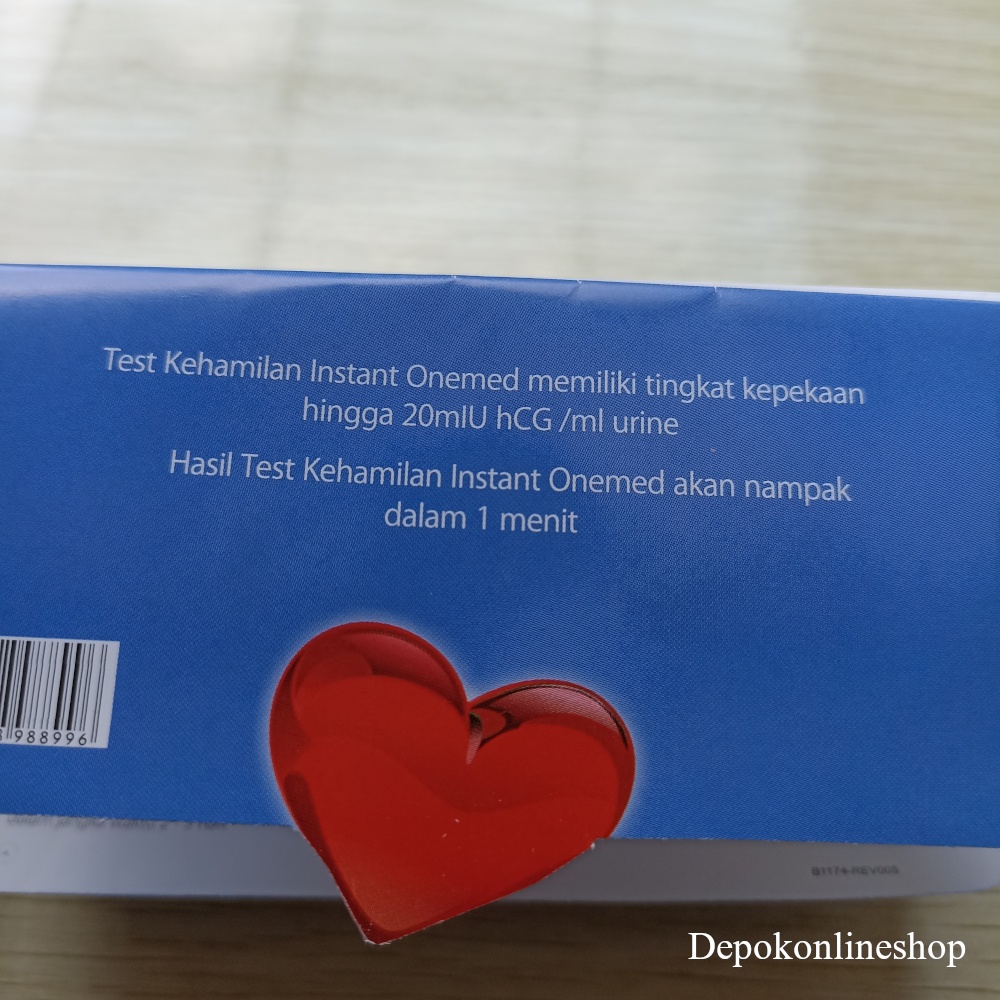 Test Kehamilan Instant Onemed memiliki tingkat kepekaan
hingga 20mIU hCG /ml urine
Hasil Test Kehamilan Instant Onemed akan nampak
dalam 1 menit
988996
B1174-REV008
Depokonlineshop